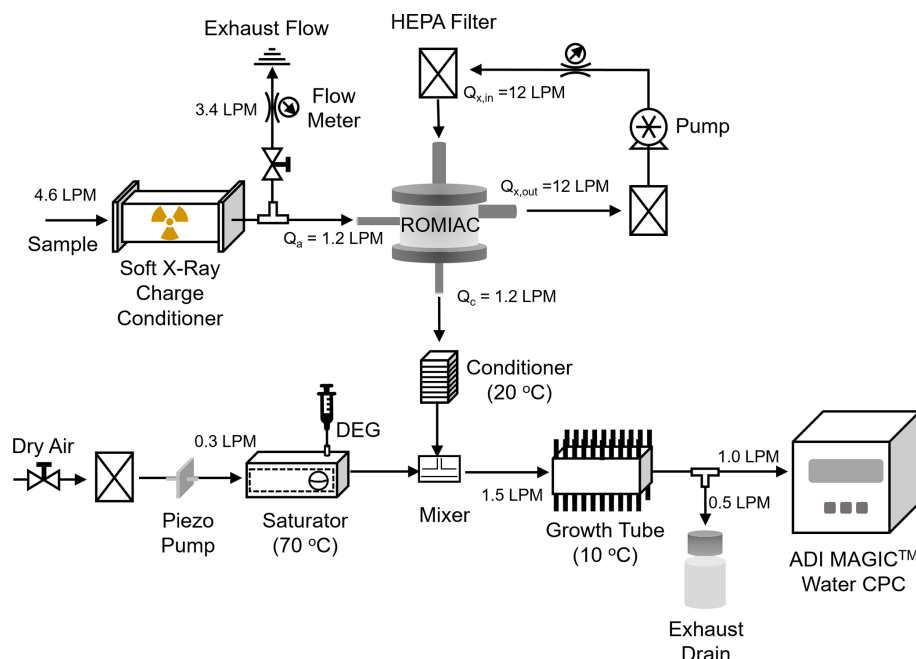 Exhaust Flow
3.4 LPM
Flow
Meter
HEPA Filter
Qx,in =12 LPM
Pump
4.6 LPM
Sample
Soft X-Ray
Charge
Conditioner
Qa = 1.2 LPM
ROMIAC
Qx,out =12 LPM
Qc = 1.2 LPM
Conditioner
(20 oC)
Dry Air
0.3 LPM
DEG
Piezo
Pump
Saturator
(70 oC)
Mixer
1.5 LPM
Growth Tube
(10 oC)
1.0 LPM
0.5 LPM
Exhaust
Drain
ADI MAGICTM
Water CPC